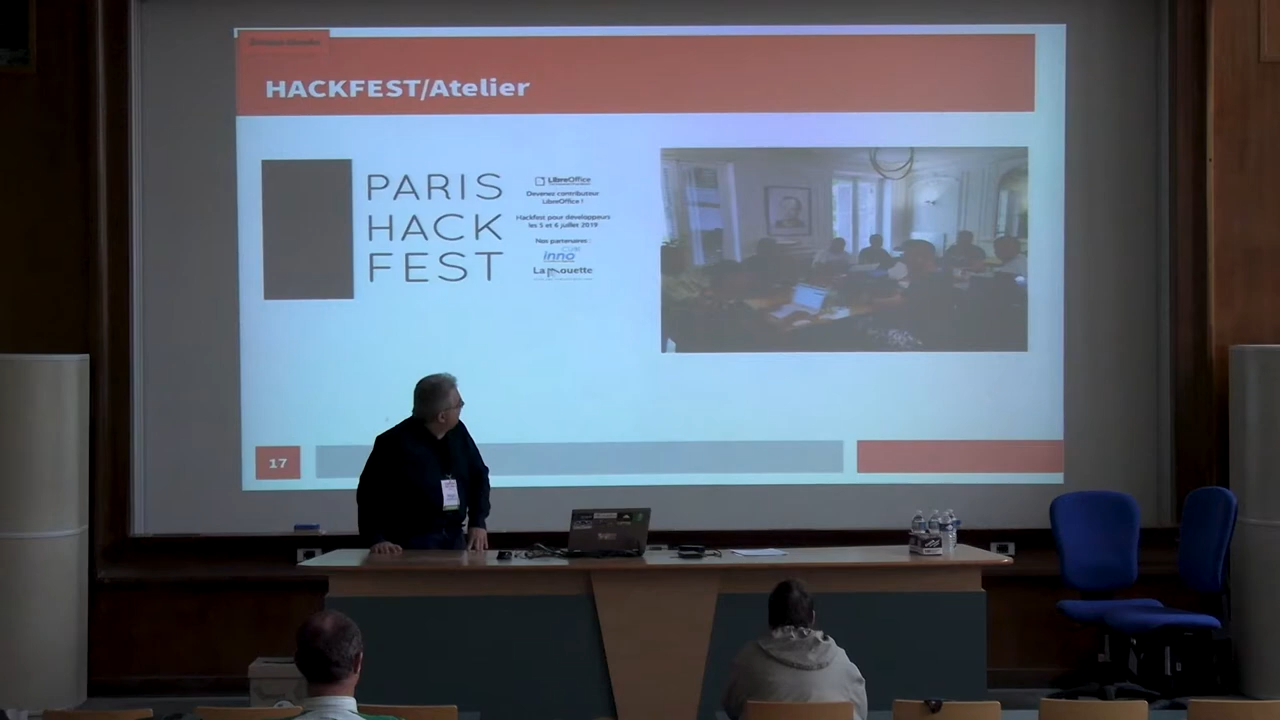 HACKFEST/Atelier
PARIS
HACK
FEST
LibreOffice
Devenez contributeur
LibreOffice !
Hackfest pour développeurs
les 5 et 6 juillet 2019
Nos partenaires :
inno
La Mouette
17